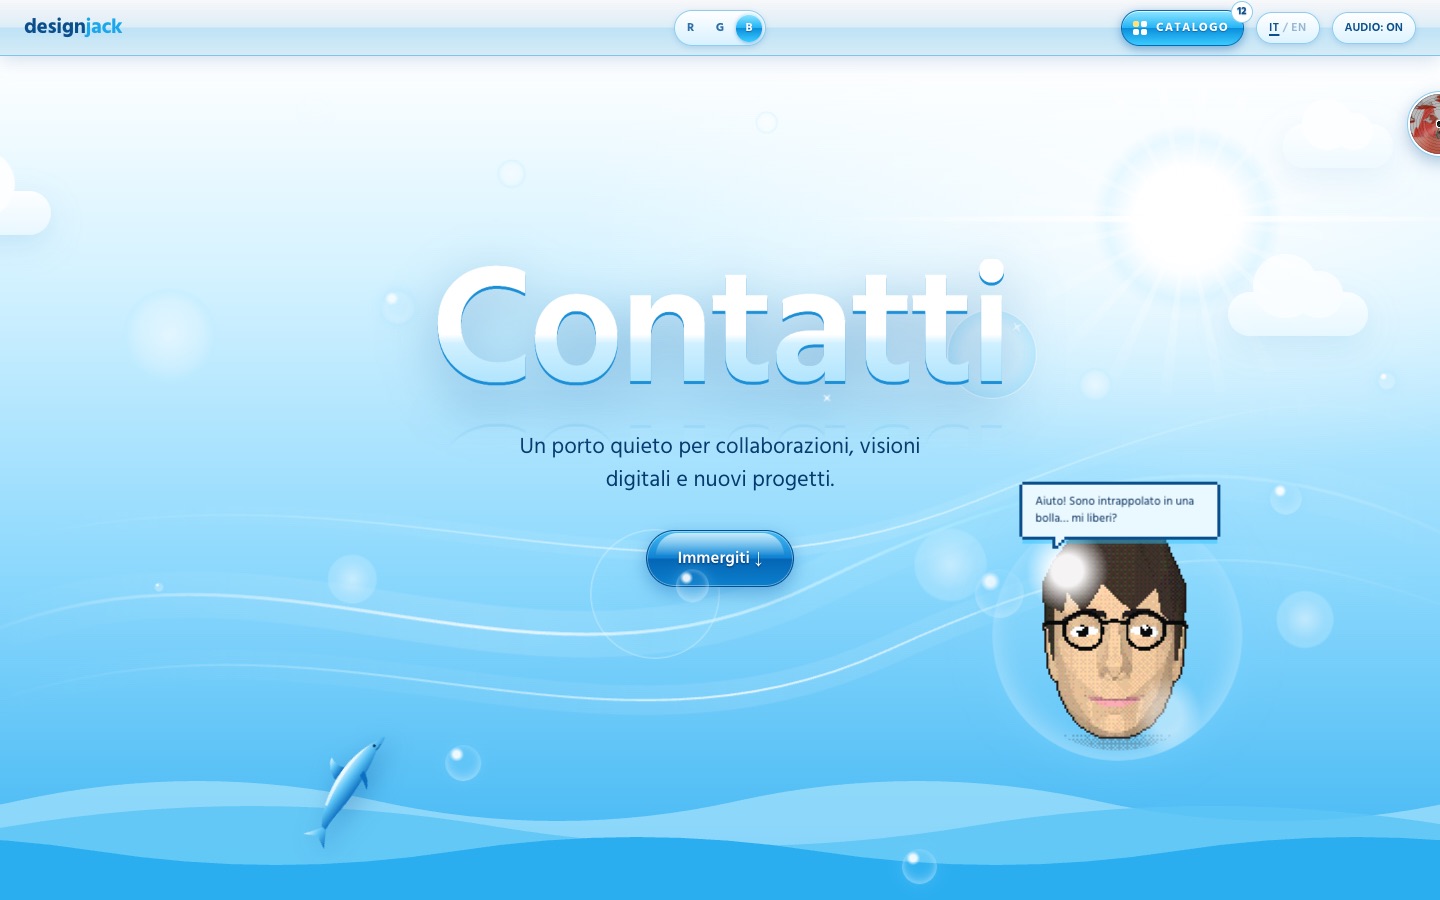 designjack
R G B
CATALOGO
12
IT / EN
AUDIO: ON
Contatti
Un porto quieto per collaborazioni, visioni
digitali e nuovi progetti.
Aiuto! Sono intrappolato in una
bolla... mi liberi?
Immergiti ↓